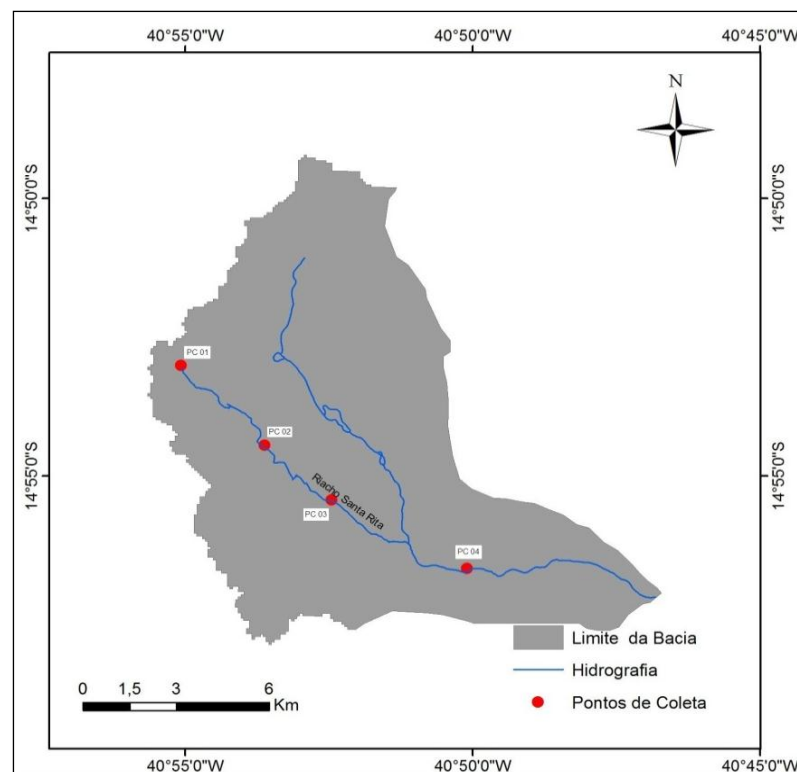 40°55'0"W 40°50'0"W 40°45'0"W
N
14°50'0"S 14°50'0"S
PC 01
PC 02
14°55'0"S 14°55'0"S
Riacho Santa Rita
PC 03
PC 04
Limite da Bacia
Hidrografia
Pontos de Coleta
0 1,5 3 6
Km
40°55'0"W 40°50'0"W 40°45'0"W